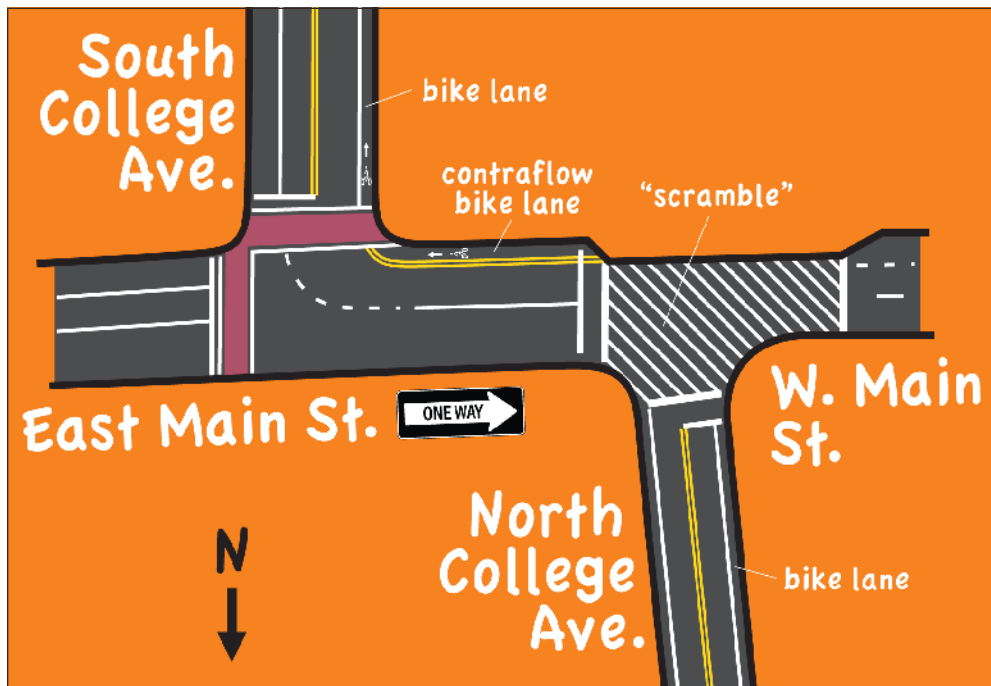 South
College
Ave.
bike lane
contraflow
bike lane
“scramble”
East Main St.
ONE WAY
W. Main
St.
North
College
Ave.
bike lane
N